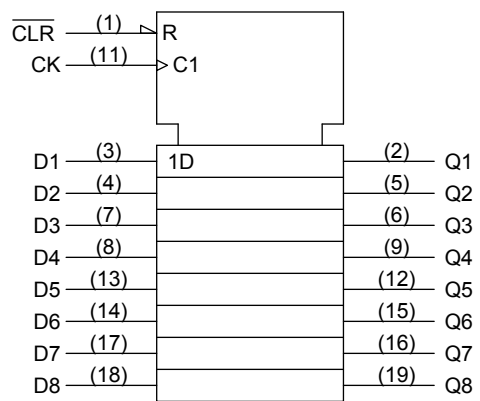 C̅L̅R̅ (1) R
CK (11) C1
D1 (3) 1D (2) Q1
D2 (4) (5) Q2
D3 (7) (6) Q3
D4 (8) (9) Q4
D5 (13) (12) Q5
D6 (14) (15) Q6
D7 (17) (16) Q7
D8 (18) (19) Q8